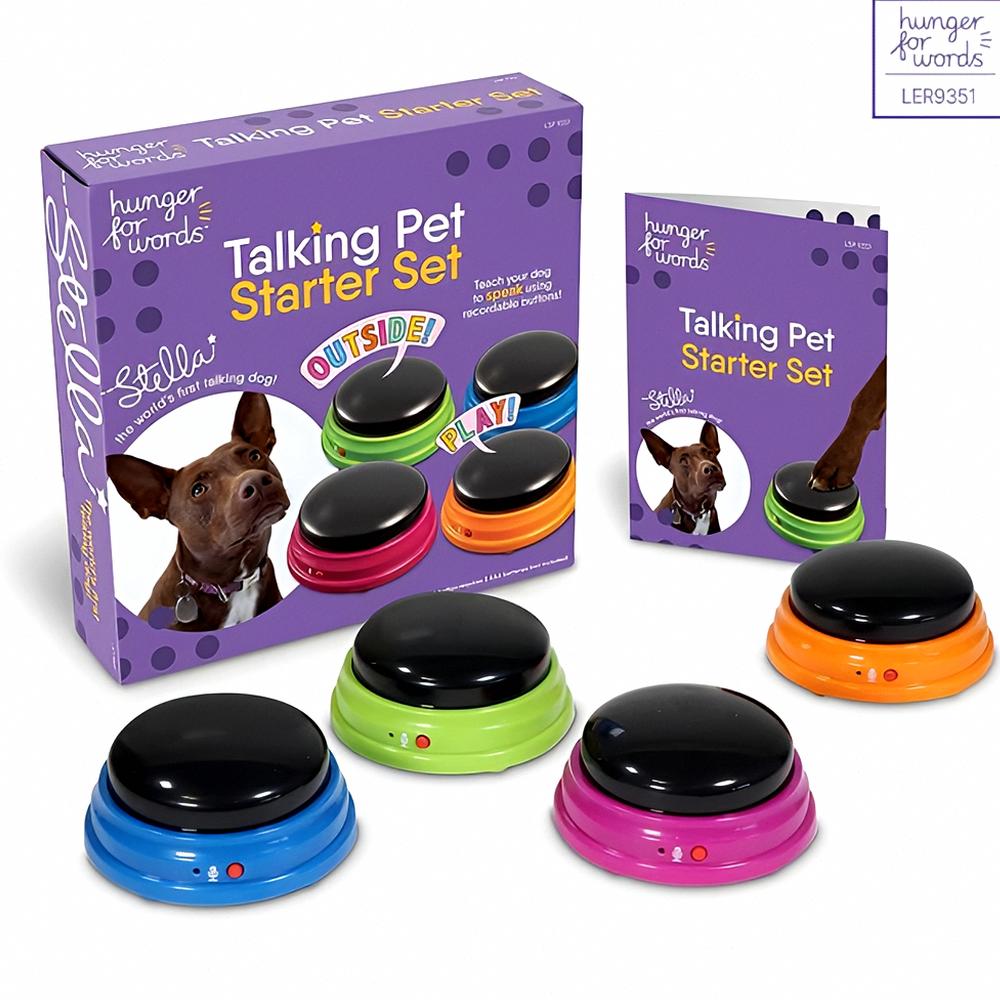 hunger
for
words
LER9351
hunger
for
words
Talking Pet Starter Set
hunger
for
words
Talking Pet
Starter Set
Teach your dog
to speak using
recordable buttons!
OUTSIDE!
PLAY!
Stella
the world's first talking dog!
Stella
hunger
for
words
Talking Pet
Starter Set
Stella
the world's first talking dog!